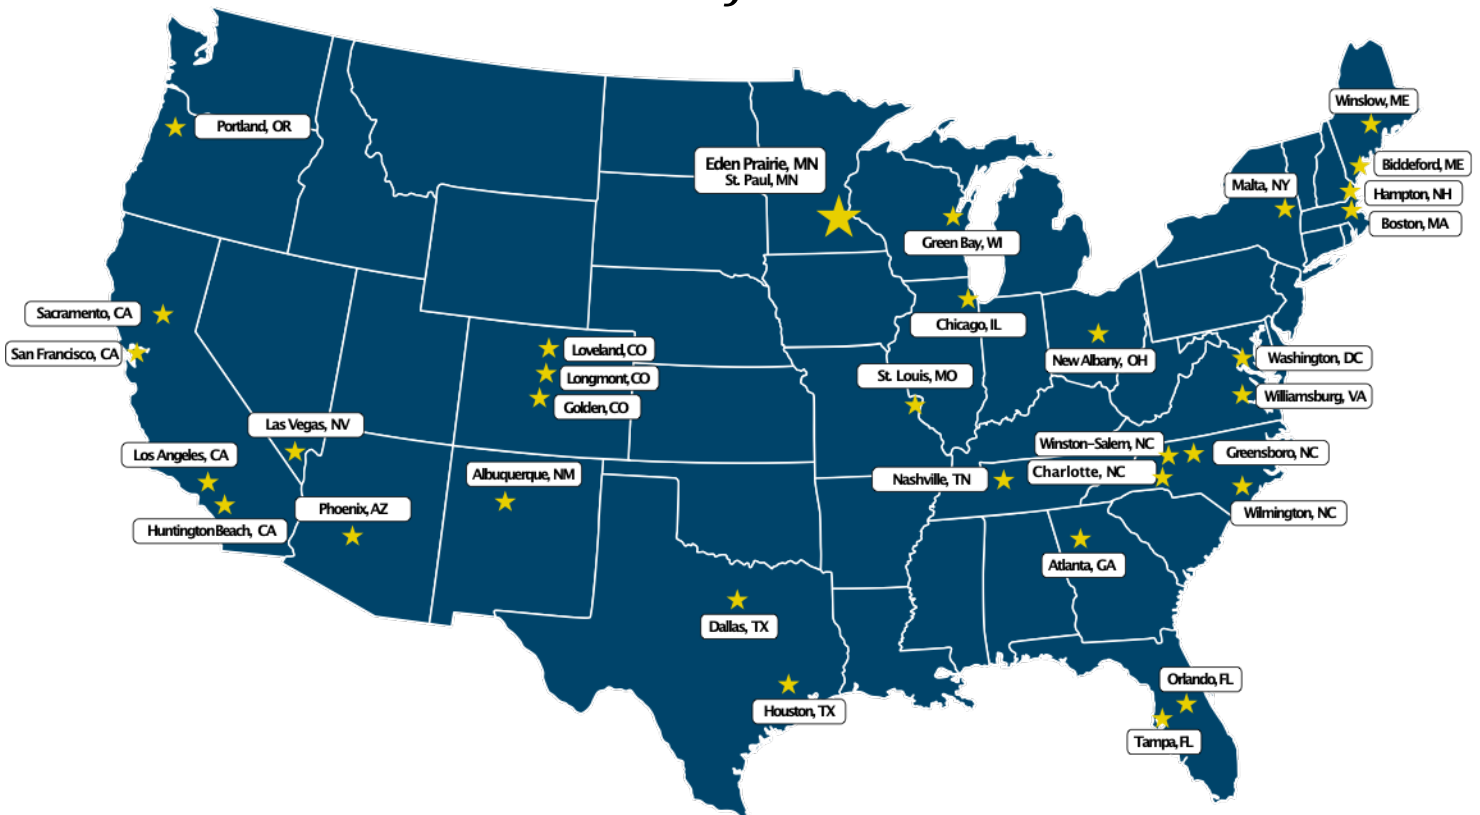 Winslow, ME
Portland, OR
Eden Prairie, MN
St. Paul, MN
Biddeford, ME
Malta, NY
Hampton, NH
Boston, MA
Green Bay, WI
Sacramento, CA
Chicago, IL
San Francisco, CA
Loveland, CO
New Albany, OH
Washington, DC
St. Louis, MO
Longmont, CO
Williamsburg, VA
Golden, CO
Las Vegas, NV
Winston-Salem, NC
Greensboro, NC
Los Angeles, CA
Albuquerque, NM
Nashville, TN
Charlotte, NC
Phoenix, AZ
Wilmington, NC
Huntington Beach, CA
Atlanta, GA
Dallas, TX
Orlando, FL
Houston, TX
Tampa, FL